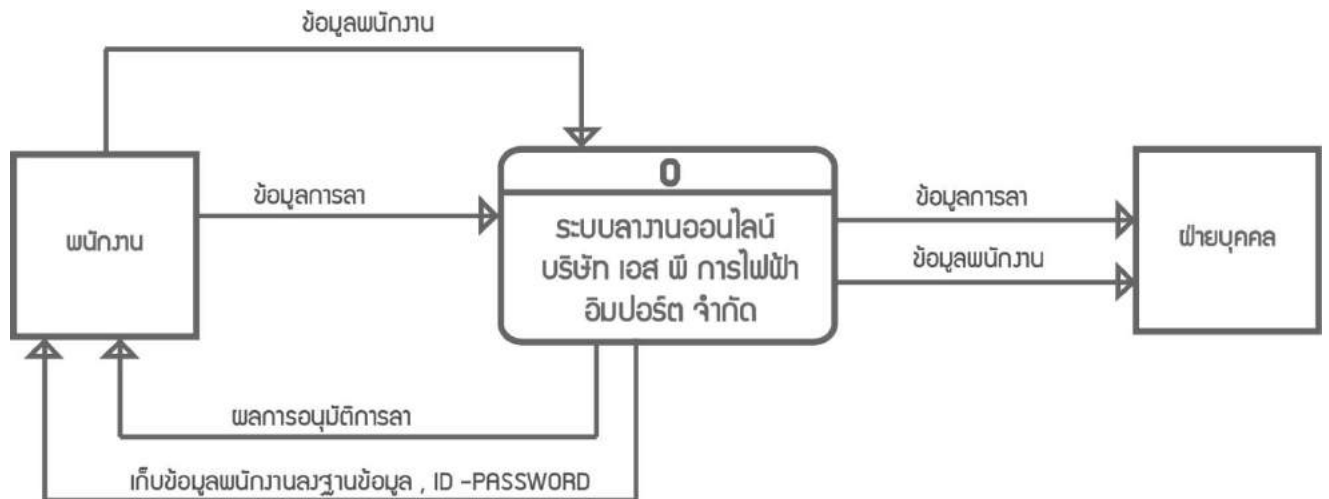 ข้อมูลพนักงาน
0
ข้อมูลการลา
ข้อมูลการลา
พนักงาน
ระบบลางานออนไลน์
บริษัท เอส พี การไฟฟ้า
อิมปอร์ต จำกัด
ฝ่ายบุคคล
ข้อมูลพนักงาน
ผลการอนุมัติการลา
เก็บข้อมูลพนักงานลงฐานข้อมูล , ID -PASSWORD